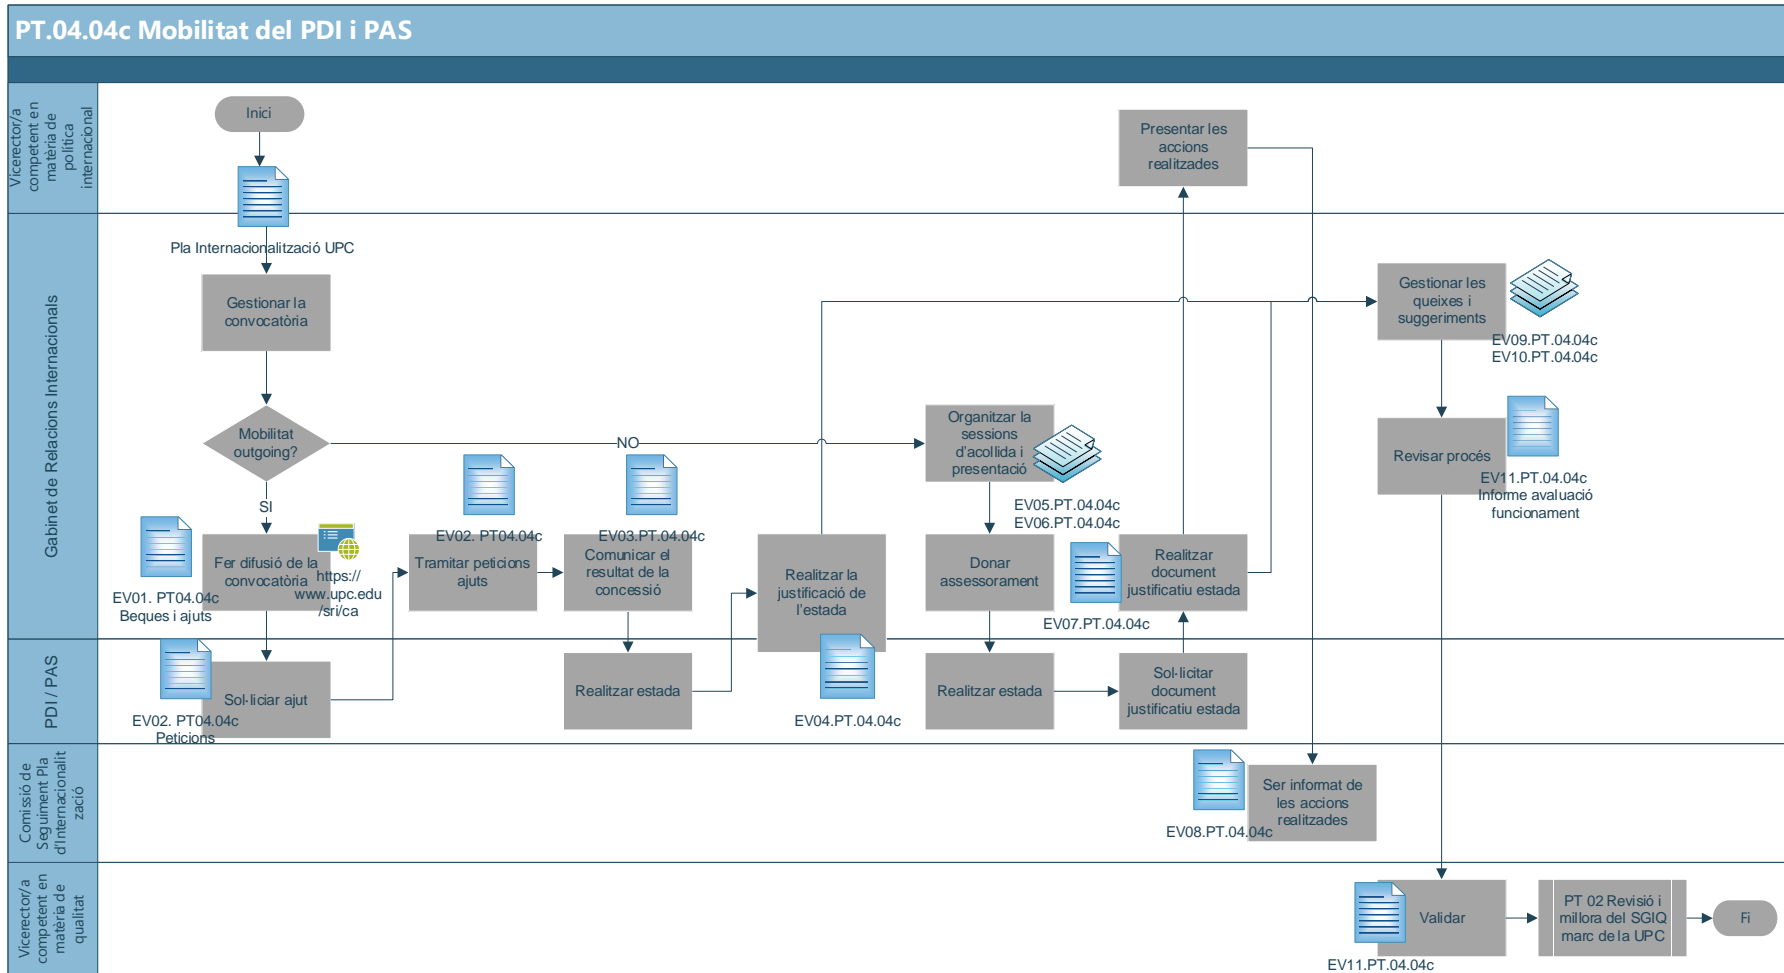 PT.04.04c Mobilitat del PDI i PAS
Vicerector/a
competent en
matèria de
política
internacional
Inici
Pla Internacionalització UPC
Presentar les
accions
realitzades
Gabinet de Relacions Internacionals
Gestionar la
convocatòria
Mobilitat
outgoing?
NO
SI
EV01. PT04.04c
Beques i ajuts
Fer difusió de la
convocatòria
https://
www.upc.edu
/sri/ca
EV02. PT04.04c
Tramitar peticions
ajuts
EV03.PT.04.04c
Comunicar el
resultat de la
concessió
Realitzar la
justificació de
l'estada
EV04.PT.04.04c
Organitzar la
sessions
d'acollida i
presentació
EV05.PT.04.04c
EV06.PT.04.04c
Donar
assessorament
Realitzar
document
justificatiu estada
EV07.PT.04.04c
Gestionar les
queixes i
suggeriments
EV09.PT.04.04c
EV10.PT.04.04c
Revisar procés
EV11.PT.04.04c
Informe avaluació
funcionament
PDI / PAS
Sol·liciar ajut
EV02. PT04.04c
Peticions
Realitzar estada
Realitzar estada
Sol·licitar
document
justificatiu estada
Comissió de
Seguiment Pla
d'Internacionalit
zació
EV08.PT.04.04c
Ser informat de
les accions
realitzades
Vicerector/a
competent en
matèria de
qualitat
Validar
EV11.PT.04.04c
PT 02 Revisió i
millora del SGIQ
marc de la UPC
Fi